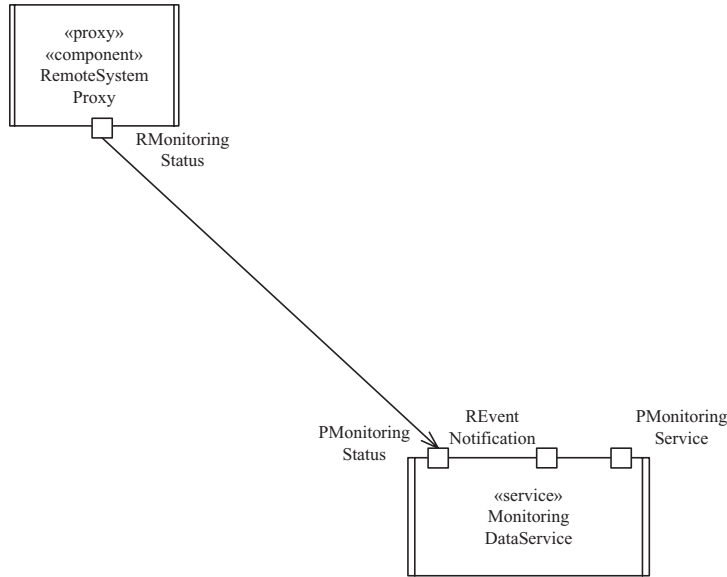 «proxy»
«component»
RemoteSystem
Proxy
RMonitoring
Status
PMonitoring
Status
REvent
Notification
PMonitoring
Service
«service»
Monitoring
DataService